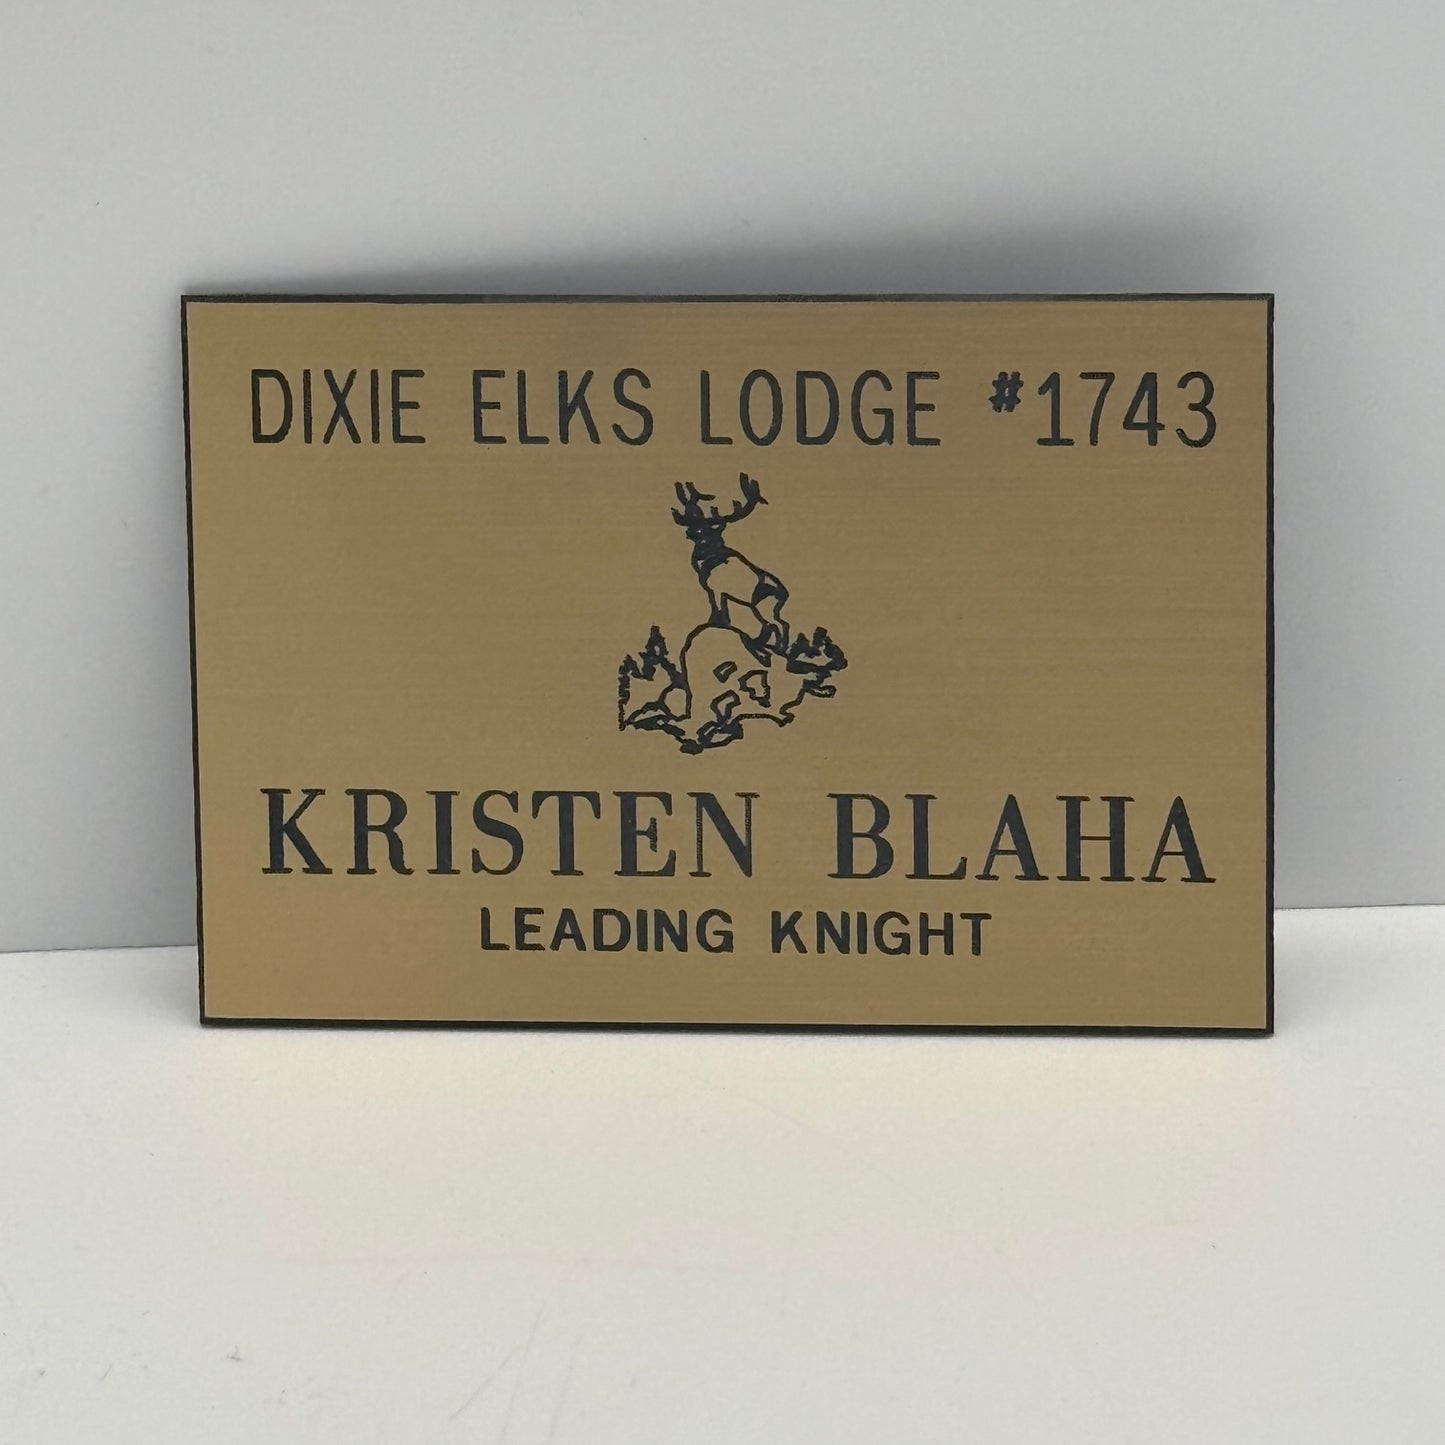 DIXIE ELKS LODGE #1743
KRISTEN BLAHA
LEADING KNIGHT